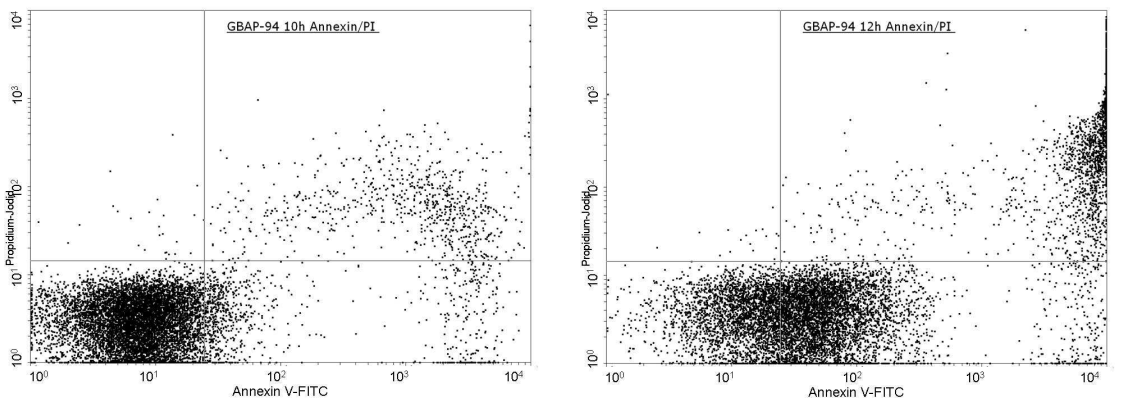 GBAP-94 10h Annexin/PI
10⁴
10³
10²
10¹
10⁰
Propidium-Jodid
10⁰ 10¹ 10² 10³ 10⁴
Annexin V-FITC
GBAP-94 12h Annexin/PI
10⁴
10³
10²
10¹
10⁰
Propidium-Jodid
10⁰ 10¹ 10² 10³ 10⁴
Annexin V-FITC